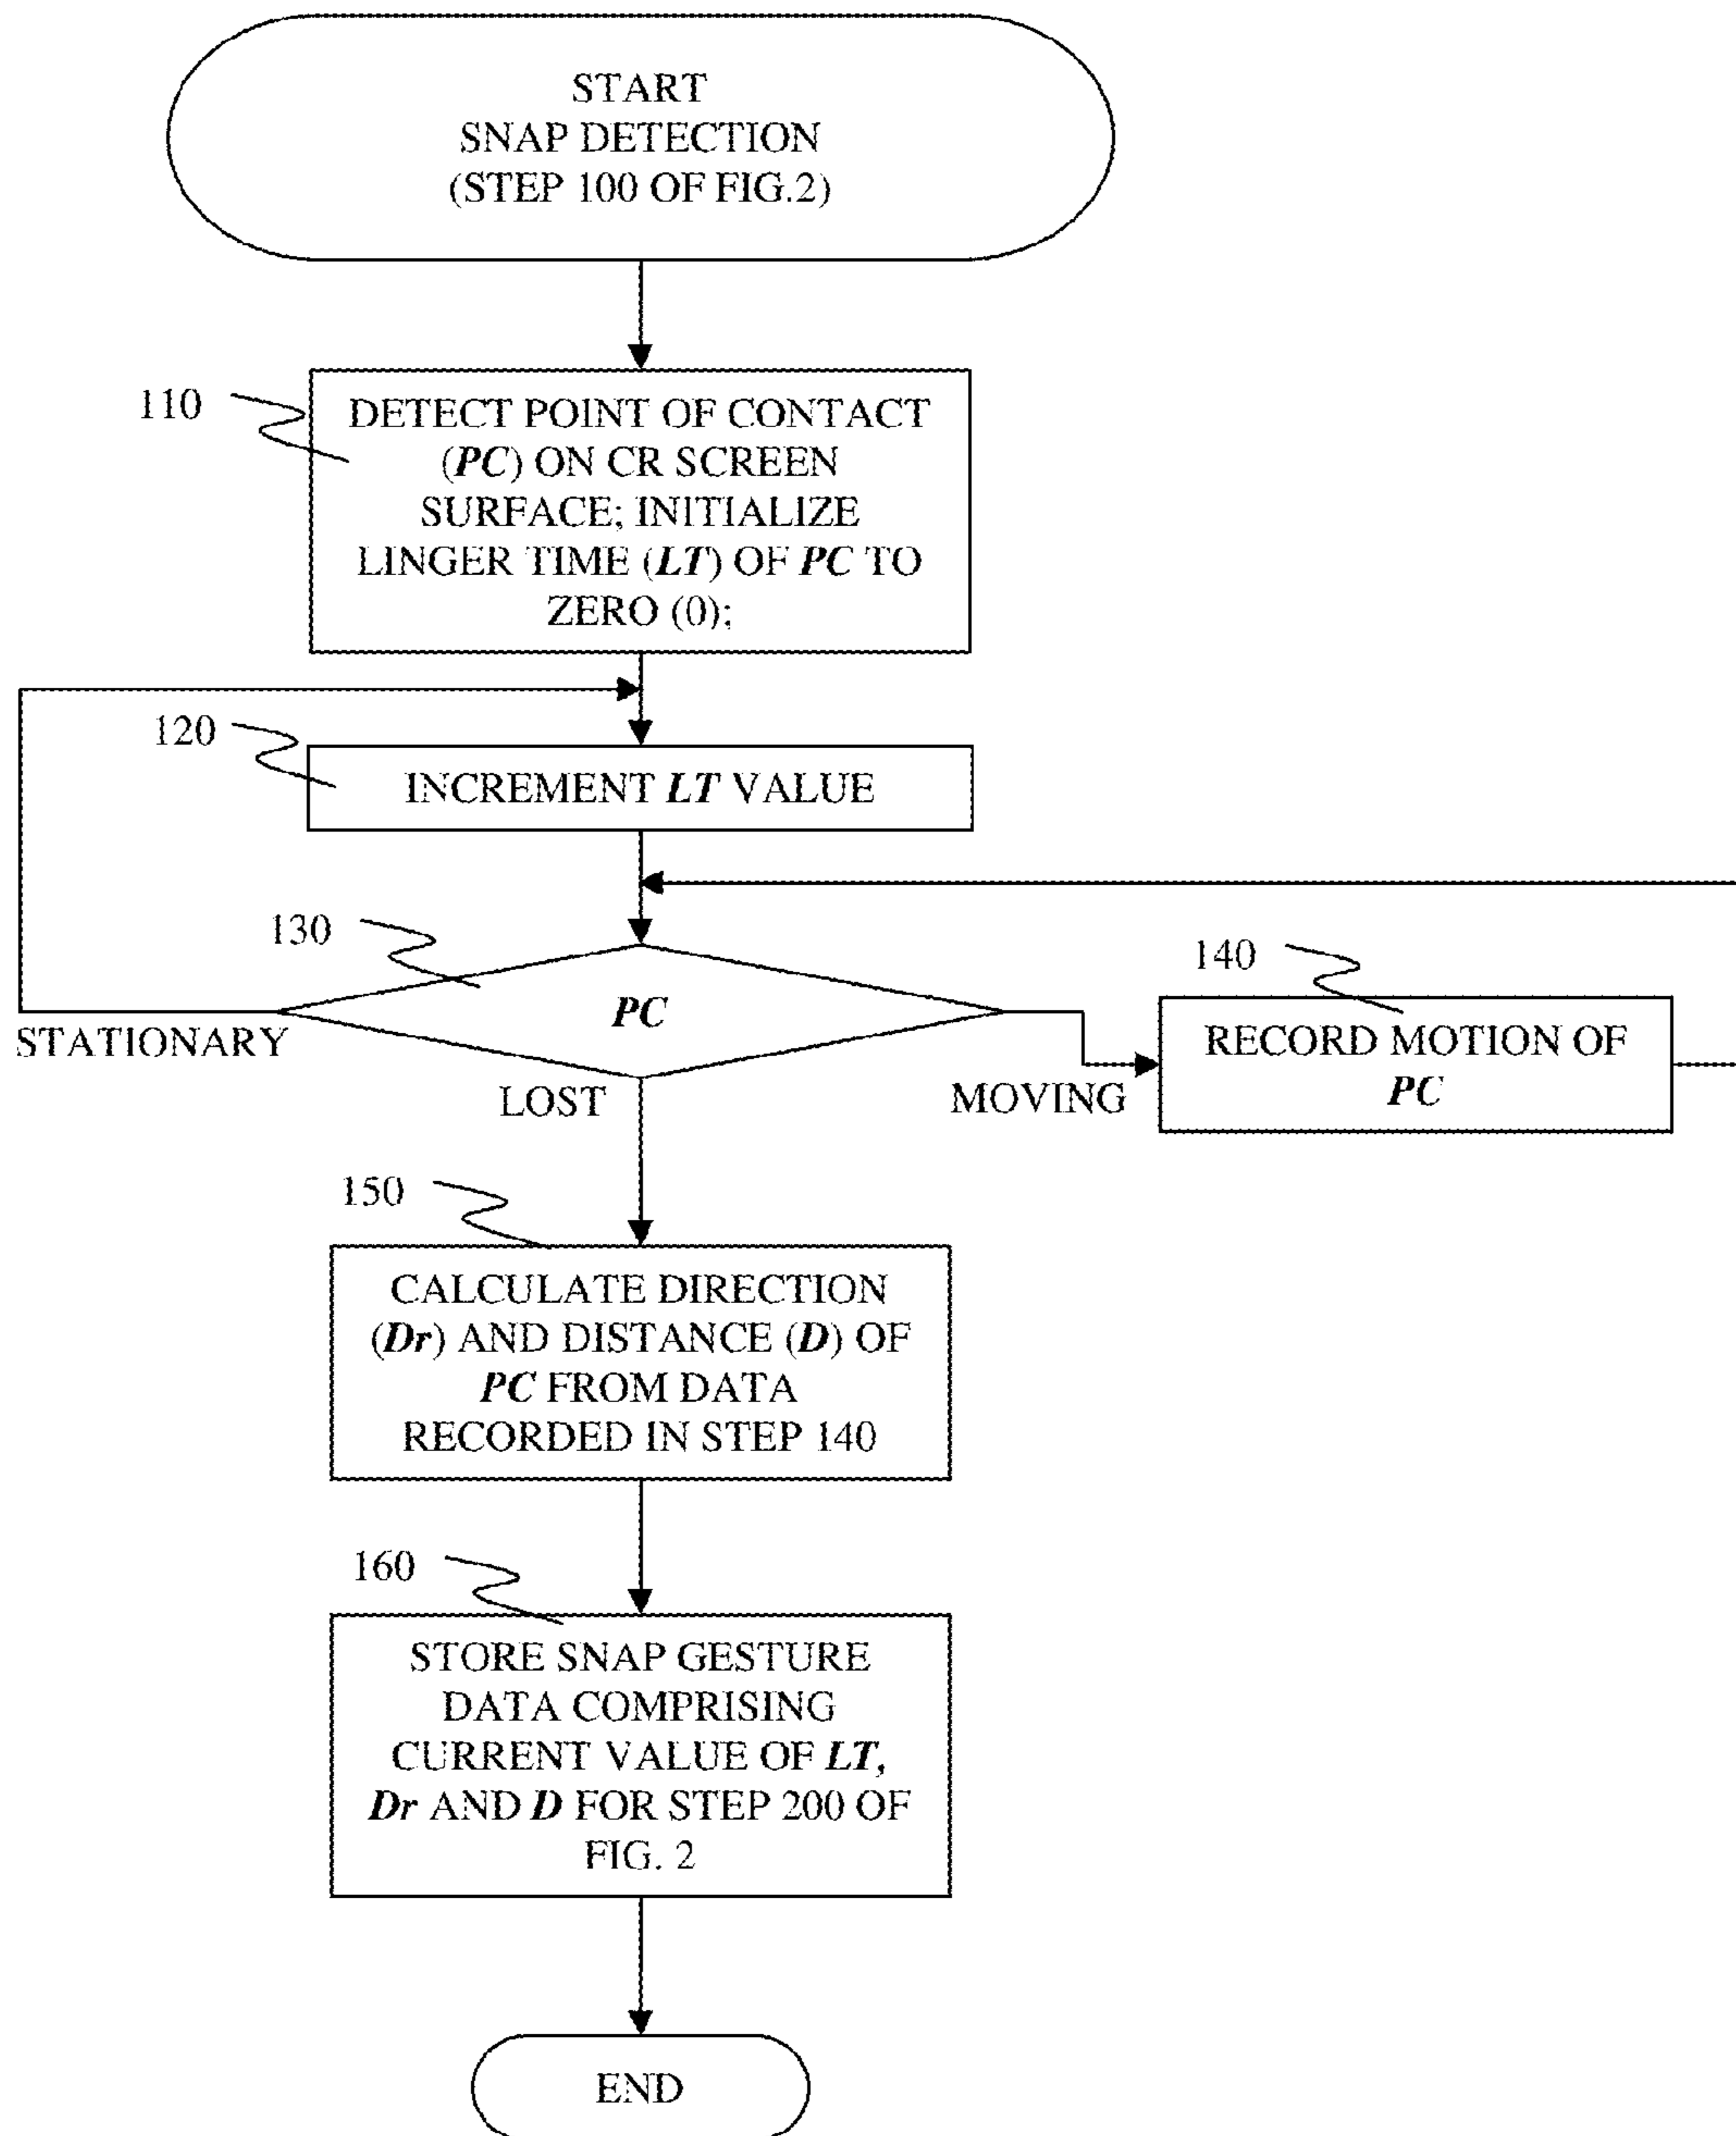 START
SNAP DETECTION
(STEP 100 OF FIG.2)
110
DETECT POINT OF CONTACT
(PC) ON CR SCREEN
SURFACE; INITIALIZE
LINGER TIME (LT) OF PC TO
ZERO (0);
120
INCREMENT LT VALUE
130
PC
STATIONARY
LOST
MOVING
140
RECORD MOTION OF
PC
150
CALCULATE DIRECTION
(Dr) AND DISTANCE (D) OF
PC FROM DATA
RECORDED IN STEP 140
160
STORE SNAP GESTURE
DATA COMPRISING
CURRENT VALUE OF LT,
Dr AND D FOR STEP 200 OF
FIG. 2
END